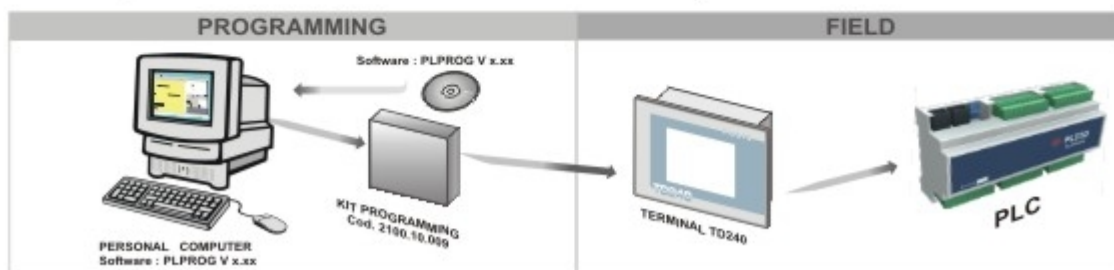 PROGRAMMING
FIELD
Software : PLPROG V x.xx
KIT PROGRAMMING
Cod. 2100.10.009
PERSONAL COMPUTER
Software : PLPROG V x.xx
TD240
TERMINAL TD240
PL250
PLC